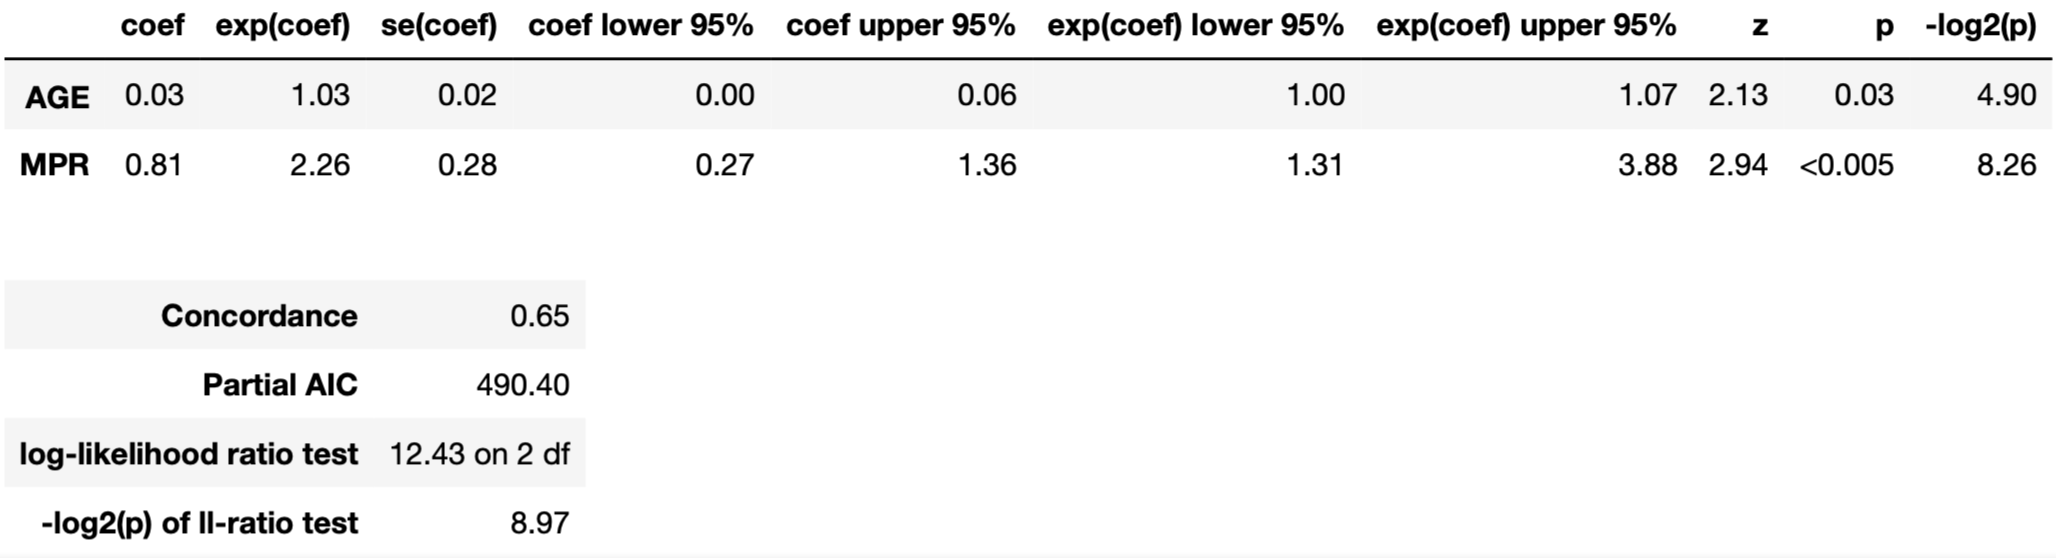 coef exp(coef) se(coef) coef lower 95% coef upper 95% exp(coef) lower 95% exp(coef) upper 95% z p -log2(p)
AGE 0.03 1.03 0.02 0.00 0.06 1.00 1.07 2.13 0.03 4.90
MPR 0.81 2.26 0.28 0.27 1.36 1.31 3.88 2.94 <0.005 8.26
Concordance 0.65
Partial AIC 490.40
log-likelihood ratio test 12.43 on 2 df
-log2(p) of ll-ratio test 8.97